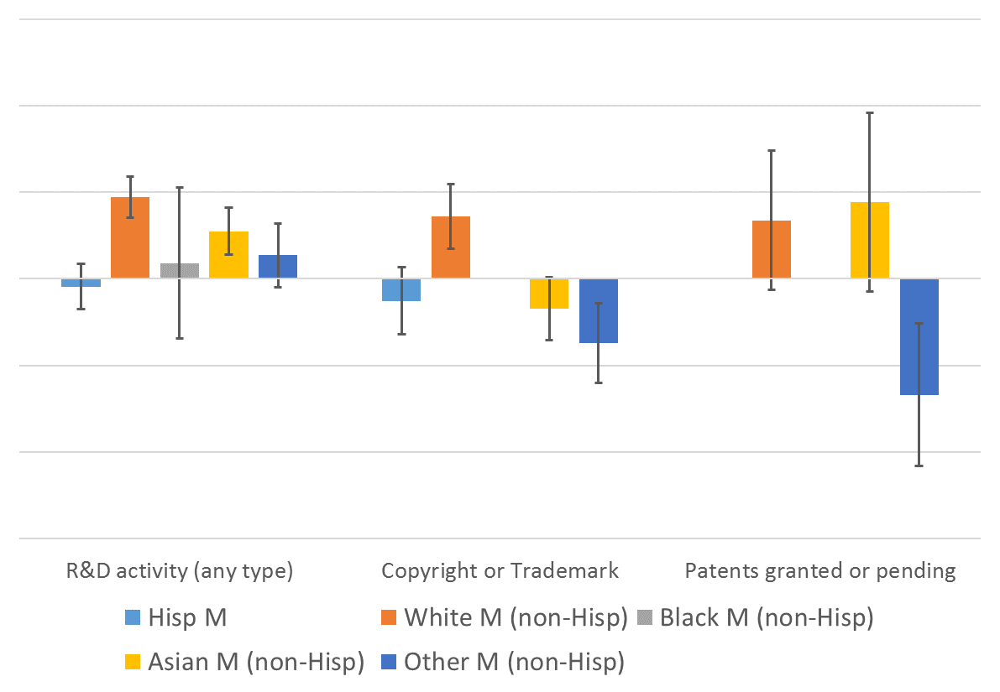 R&D activity (any type) Copyright or Trademark Patents granted or pending
Hisp M White M (non-Hisp) Black M (non-Hisp)
Asian M (non-Hisp) Other M (non-Hisp)